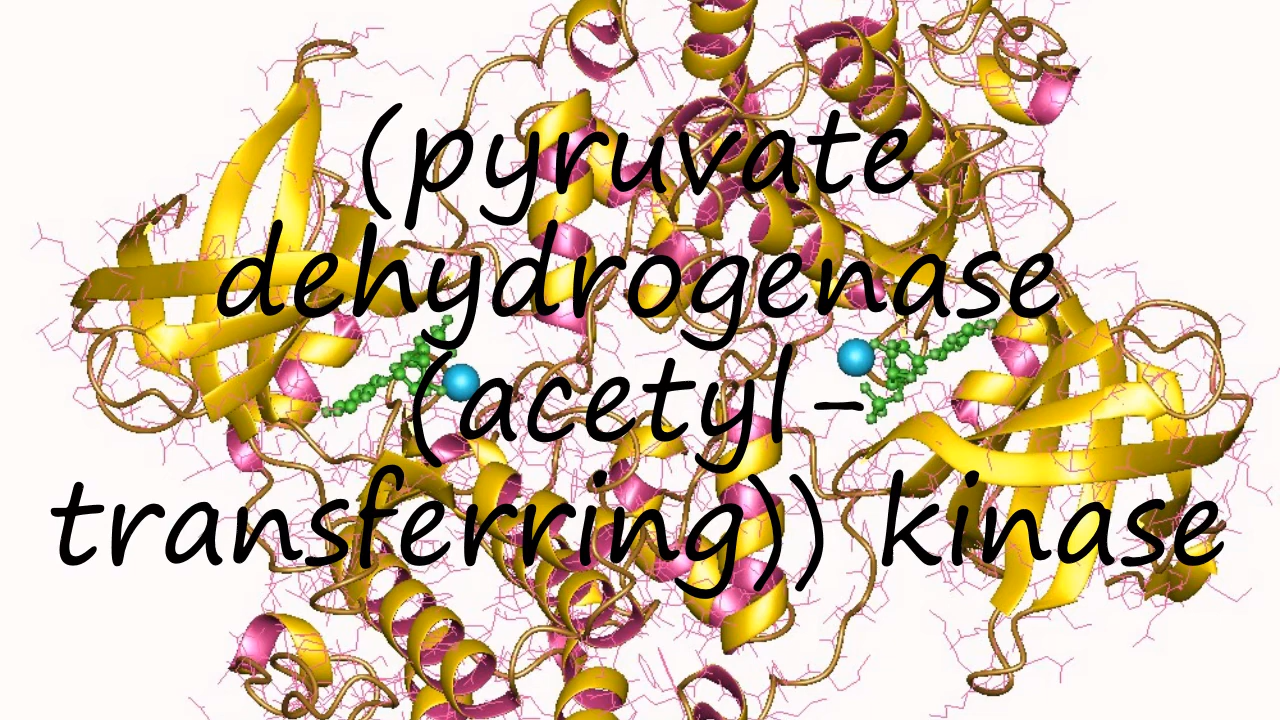 (pyruvate
dehydrogenase
(acetyl-
transferring)) kinase